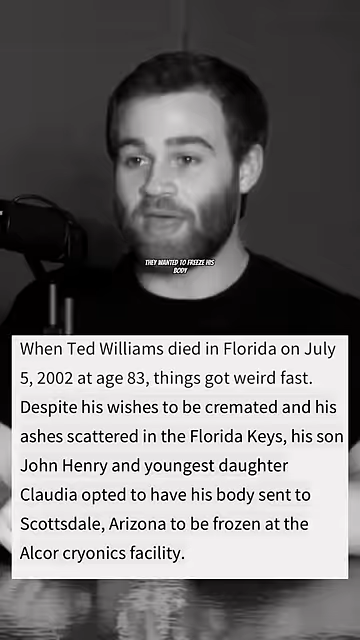 THEY WANTED TO FREEZE HIS
BODY
When Ted Williams died in Florida on July
5, 2002 at age 83, things got weird fast.
Despite his wishes to be cremated and his
ashes scattered in the Florida Keys, his son
John Henry and youngest daughter
Claudia opted to have his body sent to
Scottsdale, Arizona to be frozen at the
Alcor cryonics facility.